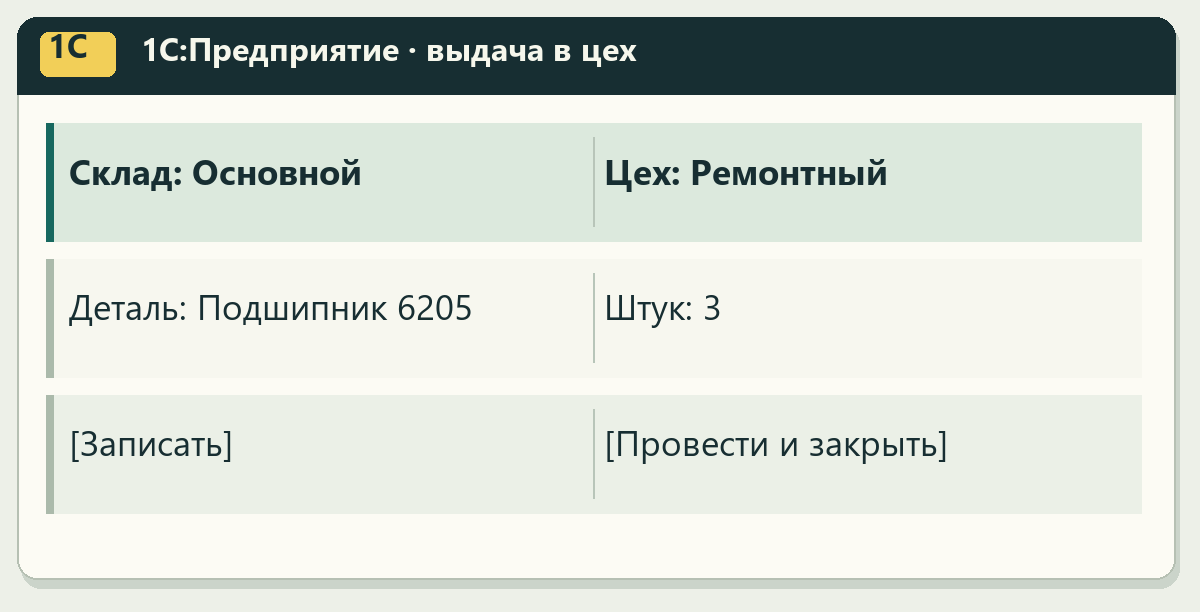 1С
1С:Предприятие · выдача в цех
Склад: Основной
Цех: Ремонтный
Деталь: Подшипник 6205
Штук: 3
[Записать]
[Провести и закрыть]